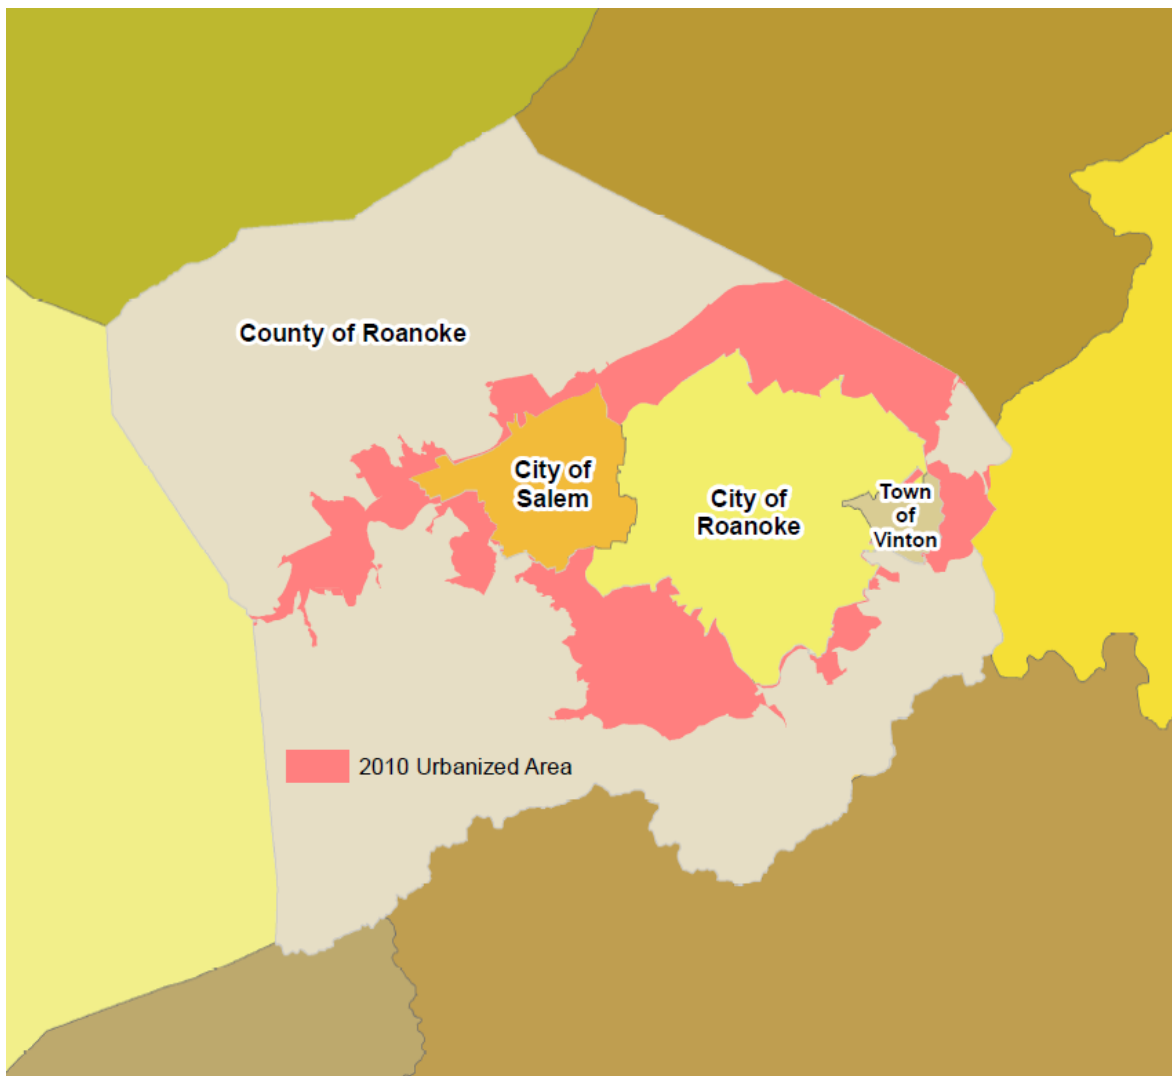 County of Roanoke
City of
Salem
City of
Roanoke
Town
of
Vinton
2010 Urbanized Area